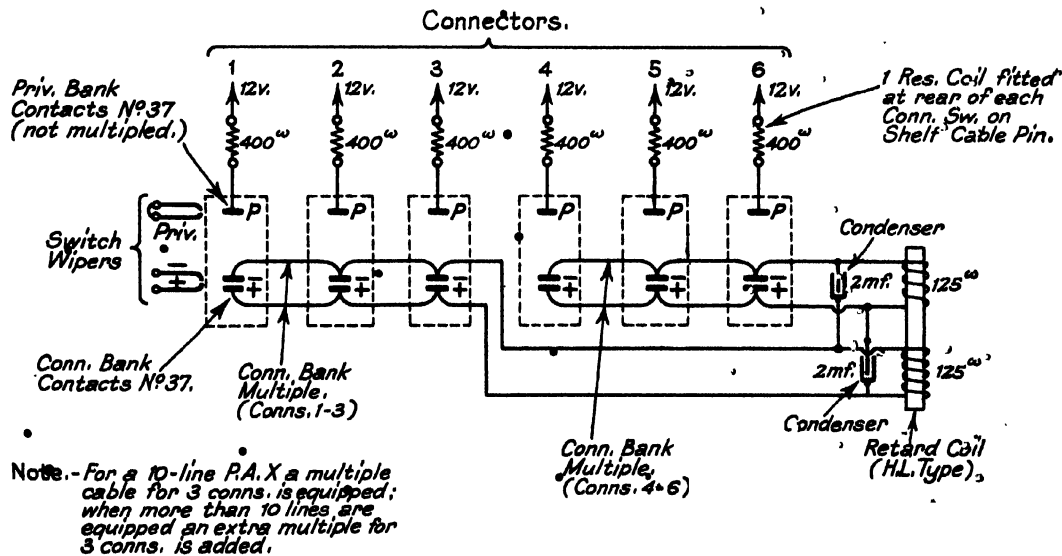 Connectors.
1 2 3 4 5 6
12v. 12v. 12v. 12v. 12v. 12v.
Priv. Bank
Contacts Nº37
(not multipled.)
1 Res. Coil fitted
at rear of each
Conn. Sw. on
Shelf Cable Pin.
400ω 400ω 400ω 400ω 400ω 400ω
P P P P P P
Priv.
Switch
Wipers
Condenser
− − − − − − −
+ + + + + + +
2mf. 125ω
Conn. Bank
Contacts Nº37.
Conn. Bank
Multiple.
(Conns. 1-3)
2mf. 125ω
Condenser
Conn. Bank
Multiple.
(Conns. 4-6)
Retard Coil
(H.L. Type)
Note.- For a 10-line P.A.X a multiple
cable for 3 conns. is equipped;
when more than 10 lines are
equipped an extra multiple for
3 conns. is added.